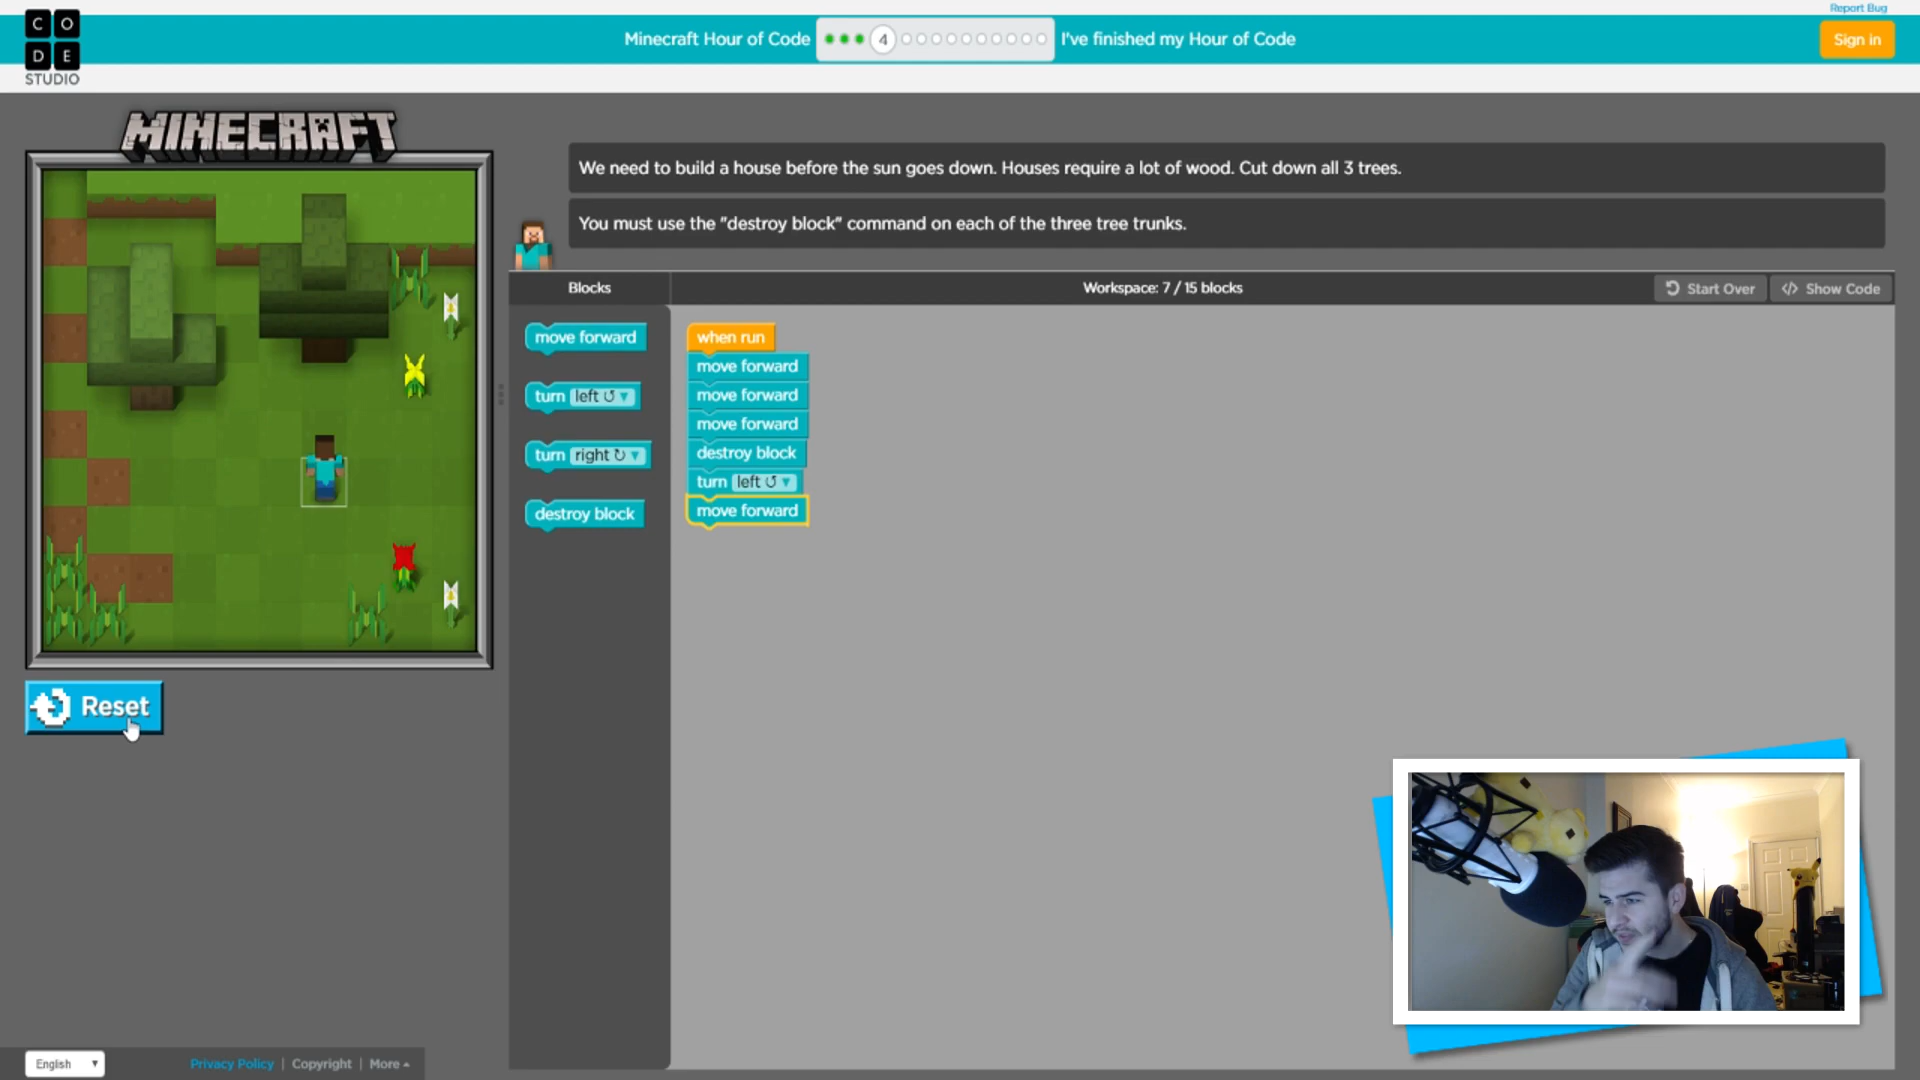 Report Bug
CODE
STUDIO
Minecraft Hour of Code
4
I've finished my Hour of Code
Sign in
MINECRAFT
We need to build a house before the sun goes down. Houses require a lot of wood. Cut down all 3 trees.
You must use the "destroy block" command on each of the three tree trunks.
Blocks
Workspace: 7 / 15 blocks
Start Over
</> Show Code
move forward
turn left ↺ ▼
turn right ↻ ▼
destroy block
when run
move forward
move forward
move forward
destroy block
turn left ↺ ▼
move forward
Reset
English ▼
Privacy Policy | Copyright | More